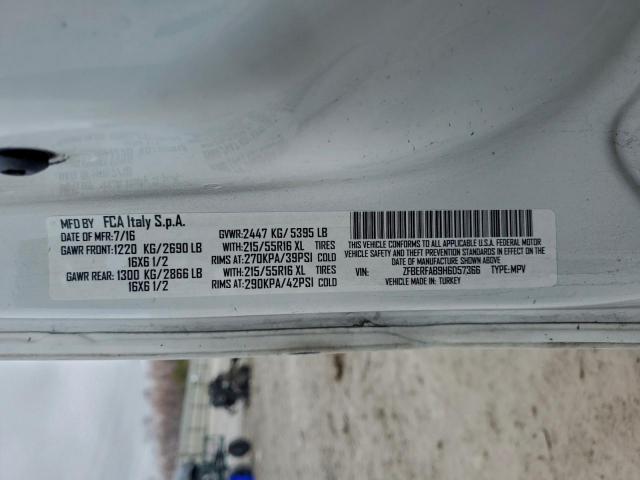 MFD BY FCA Italy S.p.A.
DATE OF MFR: 7/16 GVWR: 2447 KG/5395 LB
GAWR FRONT: 1220 KG/2690 LB WITH: 215/55R16 XL TIRES
16X6 1/2 RIMS AT: 270KPA/39PSI COLD
GAWR REAR: 1300 KG/2866 LB WITH: 215/55R16 XL TIRES
16X6 1/2 RIMS AT: 290KPA/42PSI COLD
THIS VEHICLE CONFORMS TO ALL APPLICABLE U.S.A. FEDERAL MOTOR
VEHICLE SAFETY, BUMPER, AND THEFT PREVENTION STANDARDS IN EFFECT ON THE
DATE OF MANUFACTURE SHOWN ABOVE
VIN: ZFBERFAB9H6D57366 TYPE: MPV
VEHICLE MADE IN: TURKEY